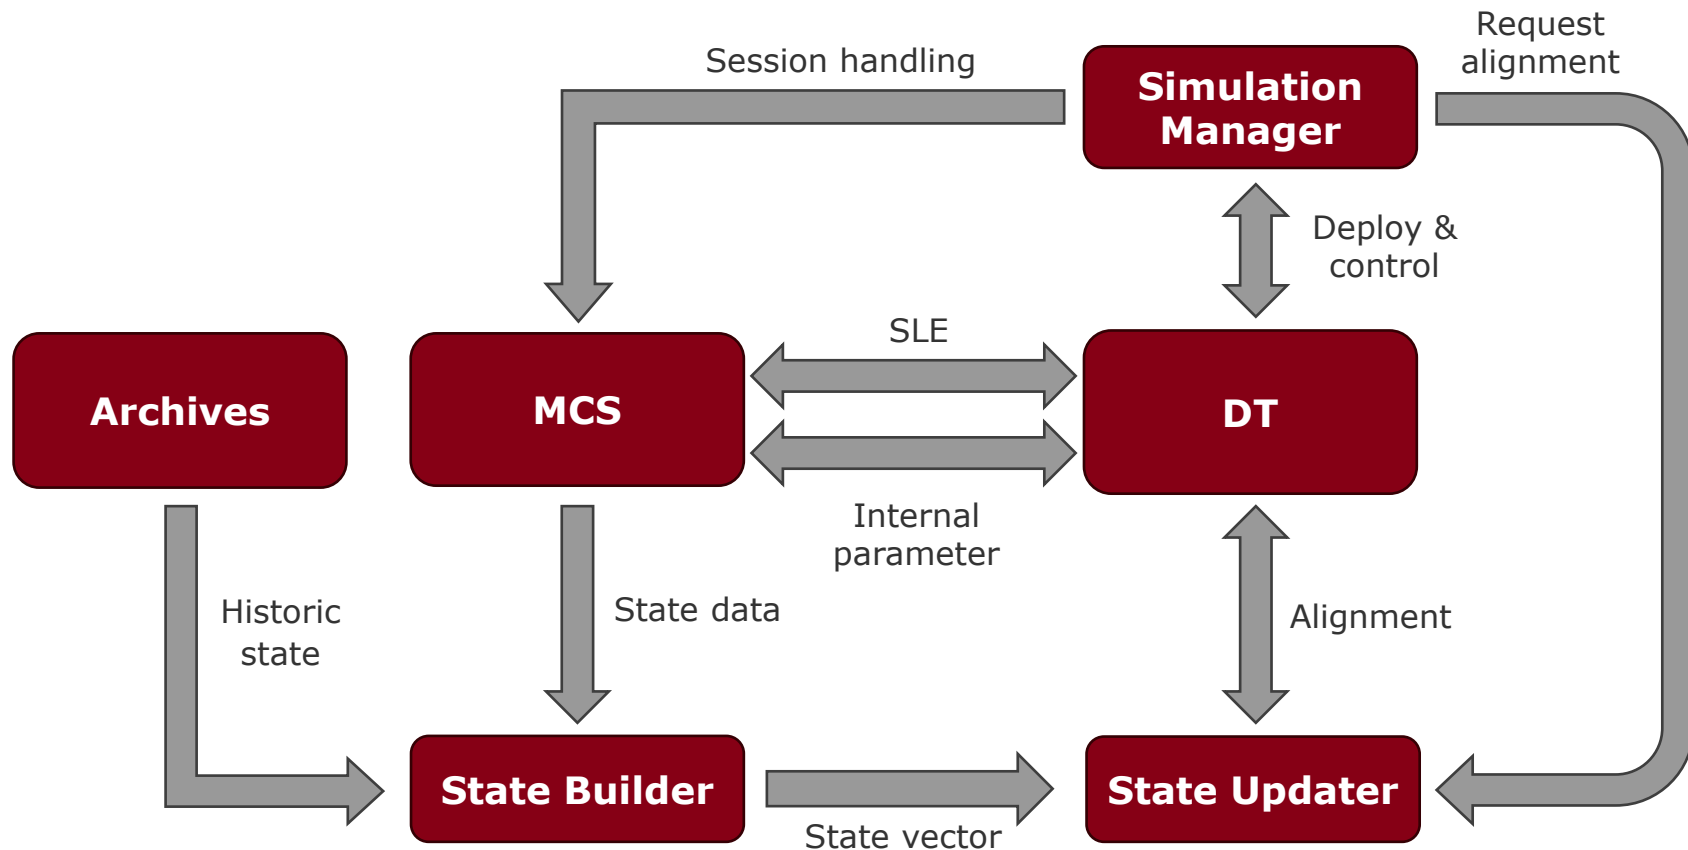 Request
alignment
Session handling
Simulation
Manager
Deploy &
control
SLE
Archives
MCS
DT
Internal
parameter
Historic
state
State data
Alignment
State Builder
State Updater
State vector